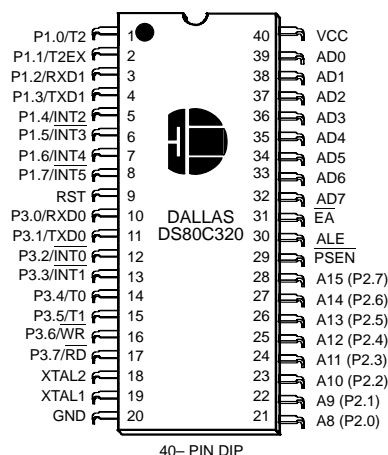 P1.0/T2 1 40 VCC
P1.1/T2EX 2 39 AD0
P1.2/RXD1 3 38 AD1
P1.3/TXD1 4 37 AD2
P1.4/INT2 5 36 AD3
P1.5/INT3 6 35 AD4
P1.6/INT4 7 34 AD5
P1.7/INT5 8 33 AD6
RST 9 32 AD7
P3.0/RXD0 10 DALLAS 31 EA
P3.1/TXD0 11 DS80C320 30 ALE
P3.2/INT0 12 29 PSEN
P3.3/INT1 13 28 A15 (P2.7)
P3.4/T0 14 27 A14 (P2.6)
P3.5/T1 15 26 A13 (P2.5)
P3.6/WR 16 25 A12 (P2.4)
P3.7/RD 17 24 A11 (P2.3)
XTAL2 18 23 A10 (P2.2)
XTAL1 19 22 A9 (P2.1)
GND 20 21 A8 (P2.0)
40– PIN DIP